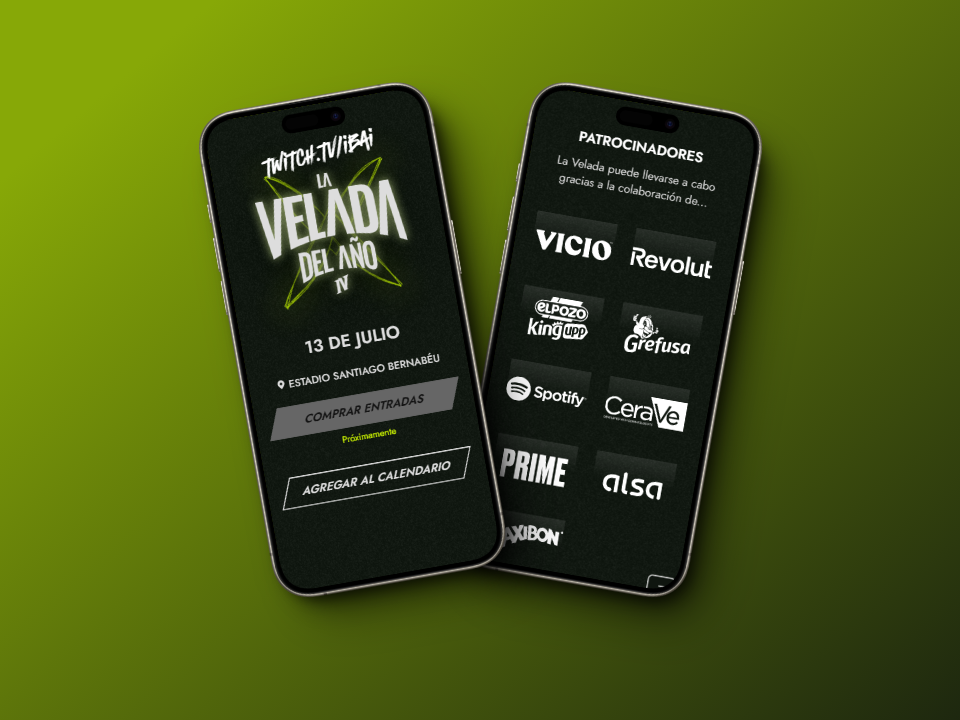 TWITCH.TV/IBAI
LA
VELADA
DEL AÑO
IV
13 DE JULIO
ESTADIO SANTIAGO BERNABÉU
COMPRAR ENTRADAS
Próximamente
AGREGAR AL CALENDARIO
PATROCINADORES
La Velada puede llevarse a cabo
gracias a la colaboración de...
VICIO
Revolut
ELPOZO
king upp
Grefusa
Spotify
CeraVe
PRIME
alsa
AXIBON